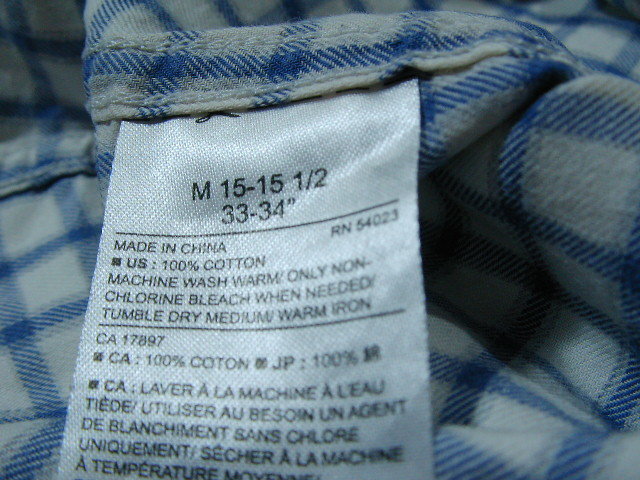 M 15-15 1/2
33-34"
RN 54023
MADE IN CHINA
■ US : 100% COTTON
MACHINE WASH WARM/ ONLY NON-
CHLORINE BLEACH WHEN NEEDED/
TUMBLE DRY MEDIUM/ WARM IRON
CA 17897
■ CA : 100% COTON ■ JP : 100% 綿
■ CA : LAVER À LA MACHINE À L'EAU
TIÈDE/ UTILISER AU BESOIN UN AGENT
DE BLANCHIMENT SANS CHLORE
UNIQUEMENT/ SÉCHER À LA MACHINE
À TEMPÉRATURE MOYENNE/